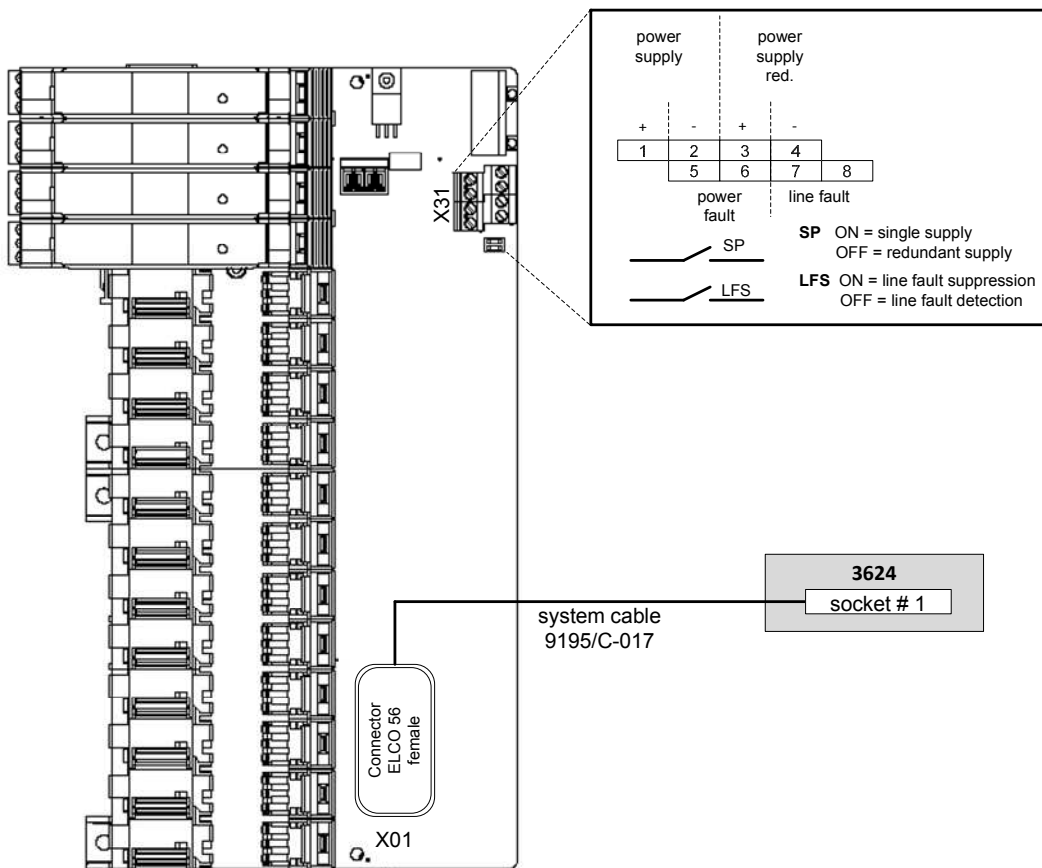 power
supply
power
supply
red.
+ - + -
1 2 3 4
5 6 7 8
power
fault
line fault
SP
SP ON = single supply
OFF = redundant supply
LFS
LFS ON = line fault suppression
OFF = line fault detection
X31
3624
socket # 1
system cable
9195/C-017
Connector
ELCO 56
female
X01